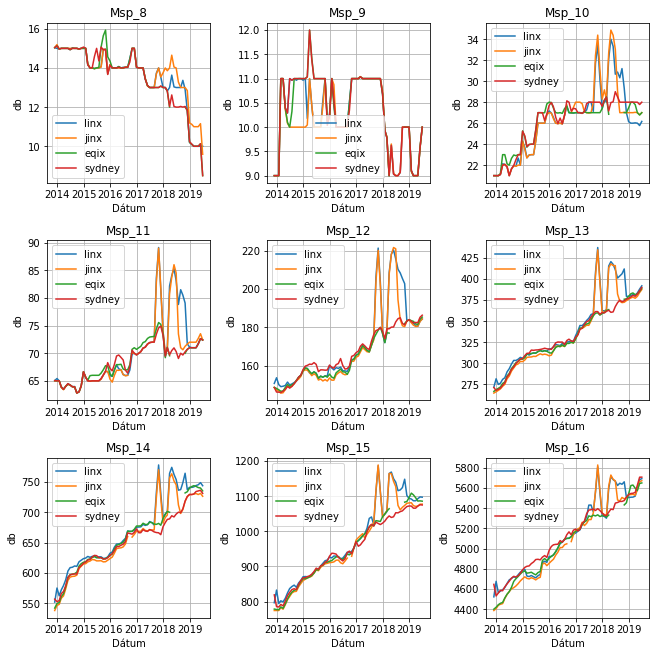 Msp_8
16
14
12
10
db
linx
jinx
eqix
sydney
2014 2015 2016 2017 2018 2019
Dátum
Msp_9
12.0
11.5
11.0
10.5
10.0
9.5
9.0
db
linx
jinx
eqix
sydney
2014 2015 2016 2017 2018 2019
Dátum
Msp_10
34
32
30
28
26
24
22
db
linx
jinx
eqix
sydney
2014 2015 2016 2017 2018 2019
Dátum
Msp_11
90
85
80
75
70
65
db
linx
jinx
eqix
sydney
2014 2015 2016 2017 2018 2019
Dátum
Msp_12
220
200
180
160
db
linx
jinx
eqix
sydney
2014 2015 2016 2017 2018 2019
Dátum
Msp_13
425
400
375
350
325
300
275
db
linx
jinx
eqix
sydney
2014 2015 2016 2017 2018 2019
Dátum
Msp_14
750
700
650
600
550
db
linx
jinx
eqix
sydney
2014 2015 2016 2017 2018 2019
Dátum
Msp_15
1200
1100
1000
900
800
db
linx
jinx
eqix
sydney
2014 2015 2016 2017 2018 2019
Dátum
Msp_16
5800
5600
5400
5200
5000
4800
4600
4400
db
linx
jinx
eqix
sydney
2014 2015 2016 2017 2018 2019
Dátum